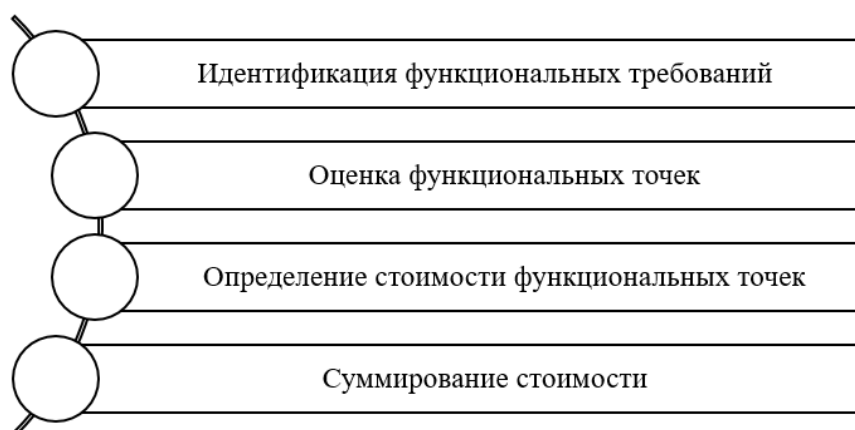 Идентификация функциональных требований
Оценка функциональных точек
Определение стоимости функциональных точек
Суммирование стоимости